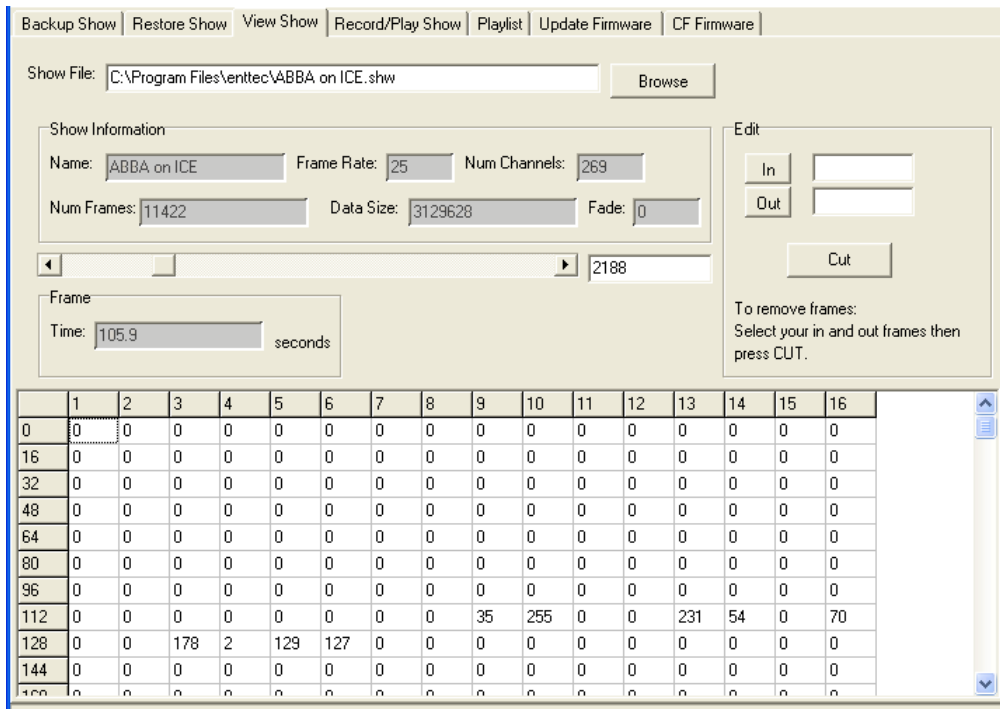 Backup Show Restore Show View Show Record/Play Show Playlist Update Firmware CF Firmware
Show File: C:\Program Files\enttec\ABBA on ICE.shw Browse
Show Information
Name: ABBA on ICE Frame Rate: 25 Num Channels: 269
Num Frames: 11422 Data Size: 3129628 Fade: 0
2188
Frame
Time: 105.9 seconds
Edit
In
Out
Cut
To remove frames:
Select your in and out frames then
press CUT.
1 2 3 4 5 6 7 8 9 10 11 12 13 14 15 16
0 0 0 0 0 0 0 0 0 0 0 0 0 0 0 0 0
16 0 0 0 0 0 0 0 0 0 0 0 0 0 0 0 0
32 0 0 0 0 0 0 0 0 0 0 0 0 0 0 0 0
48 0 0 0 0 0 0 0 0 0 0 0 0 0 0 0 0
64 0 0 0 0 0 0 0 0 0 0 0 0 0 0 0 0
80 0 0 0 0 0 0 0 0 0 0 0 0 0 0 0 0
96 0 0 0 0 0 0 0 0 0 0 0 0 0 0 0 0
112 0 0 0 0 0 0 0 0 35 255 0 0 231 54 0 70
128 0 0 178 2 129 127 0 0 0 0 0 0 0 0 0 0
144 0 0 0 0 0 0 0 0 0 0 0 0 0 0 0 0